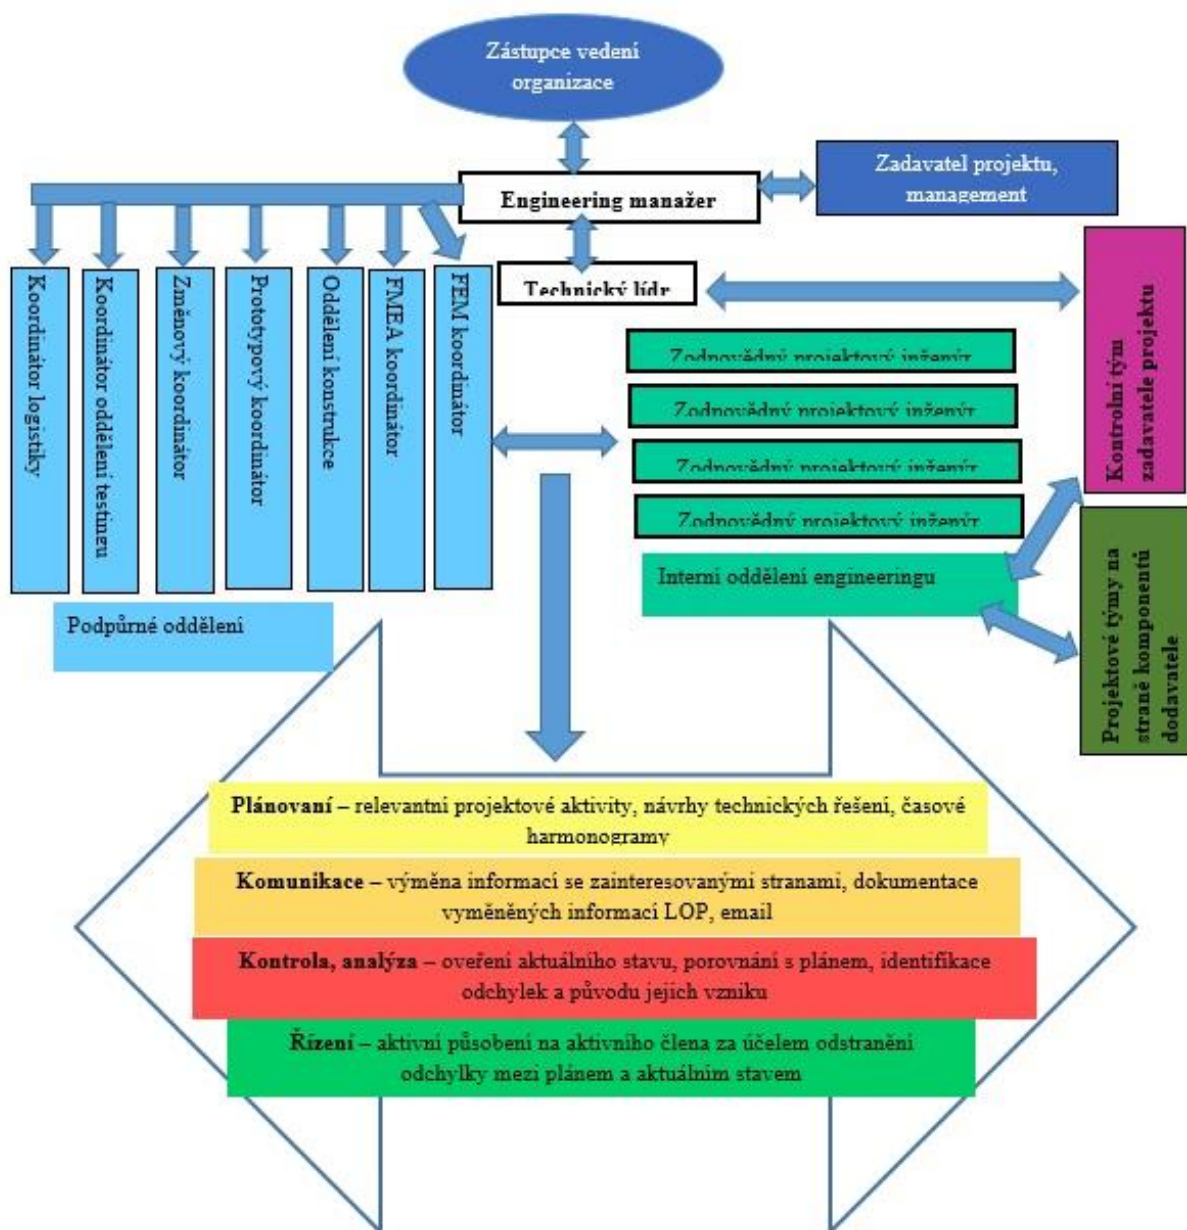 Zástupce vedení
organizace
Zadavatel projektu,
management
Engineering manažer
Technický lídr
Koordinátor logistiky
Koordinátor oddělení testingu
Změnový koordinátor
Prototypový koordinátor
Oddělení konstrukce
FMEA koordinátor
FEM koordinátor
Zodpovědný projektový inženýr
Zodpovědný projektový inženýr
Zodpovědný projektový inženýr
Zodpovědný projektový inženýr
Interní oddělení engineeringu
Kontrolní tým
zadavatele projektu
Projektové týmy na
straně komponentů
dodavatele
Podpůrné oddělení
Plánovaní – relevantní projektové aktivity, návrhy technických řešení, časové
harmonogramy
Komunikace – výměna informací se zainteresovanými stranami, dokumentace
vyměněných informací LOP, email
Kontrola, analýza – oveření aktuálního stavu, porovnání s plánem, identifikace
odchylek a původu jejich vzniku
Řízení – aktivní působení na aktivního člena za účelem odstranění
odchylky mezi plánem a aktuálním stavem